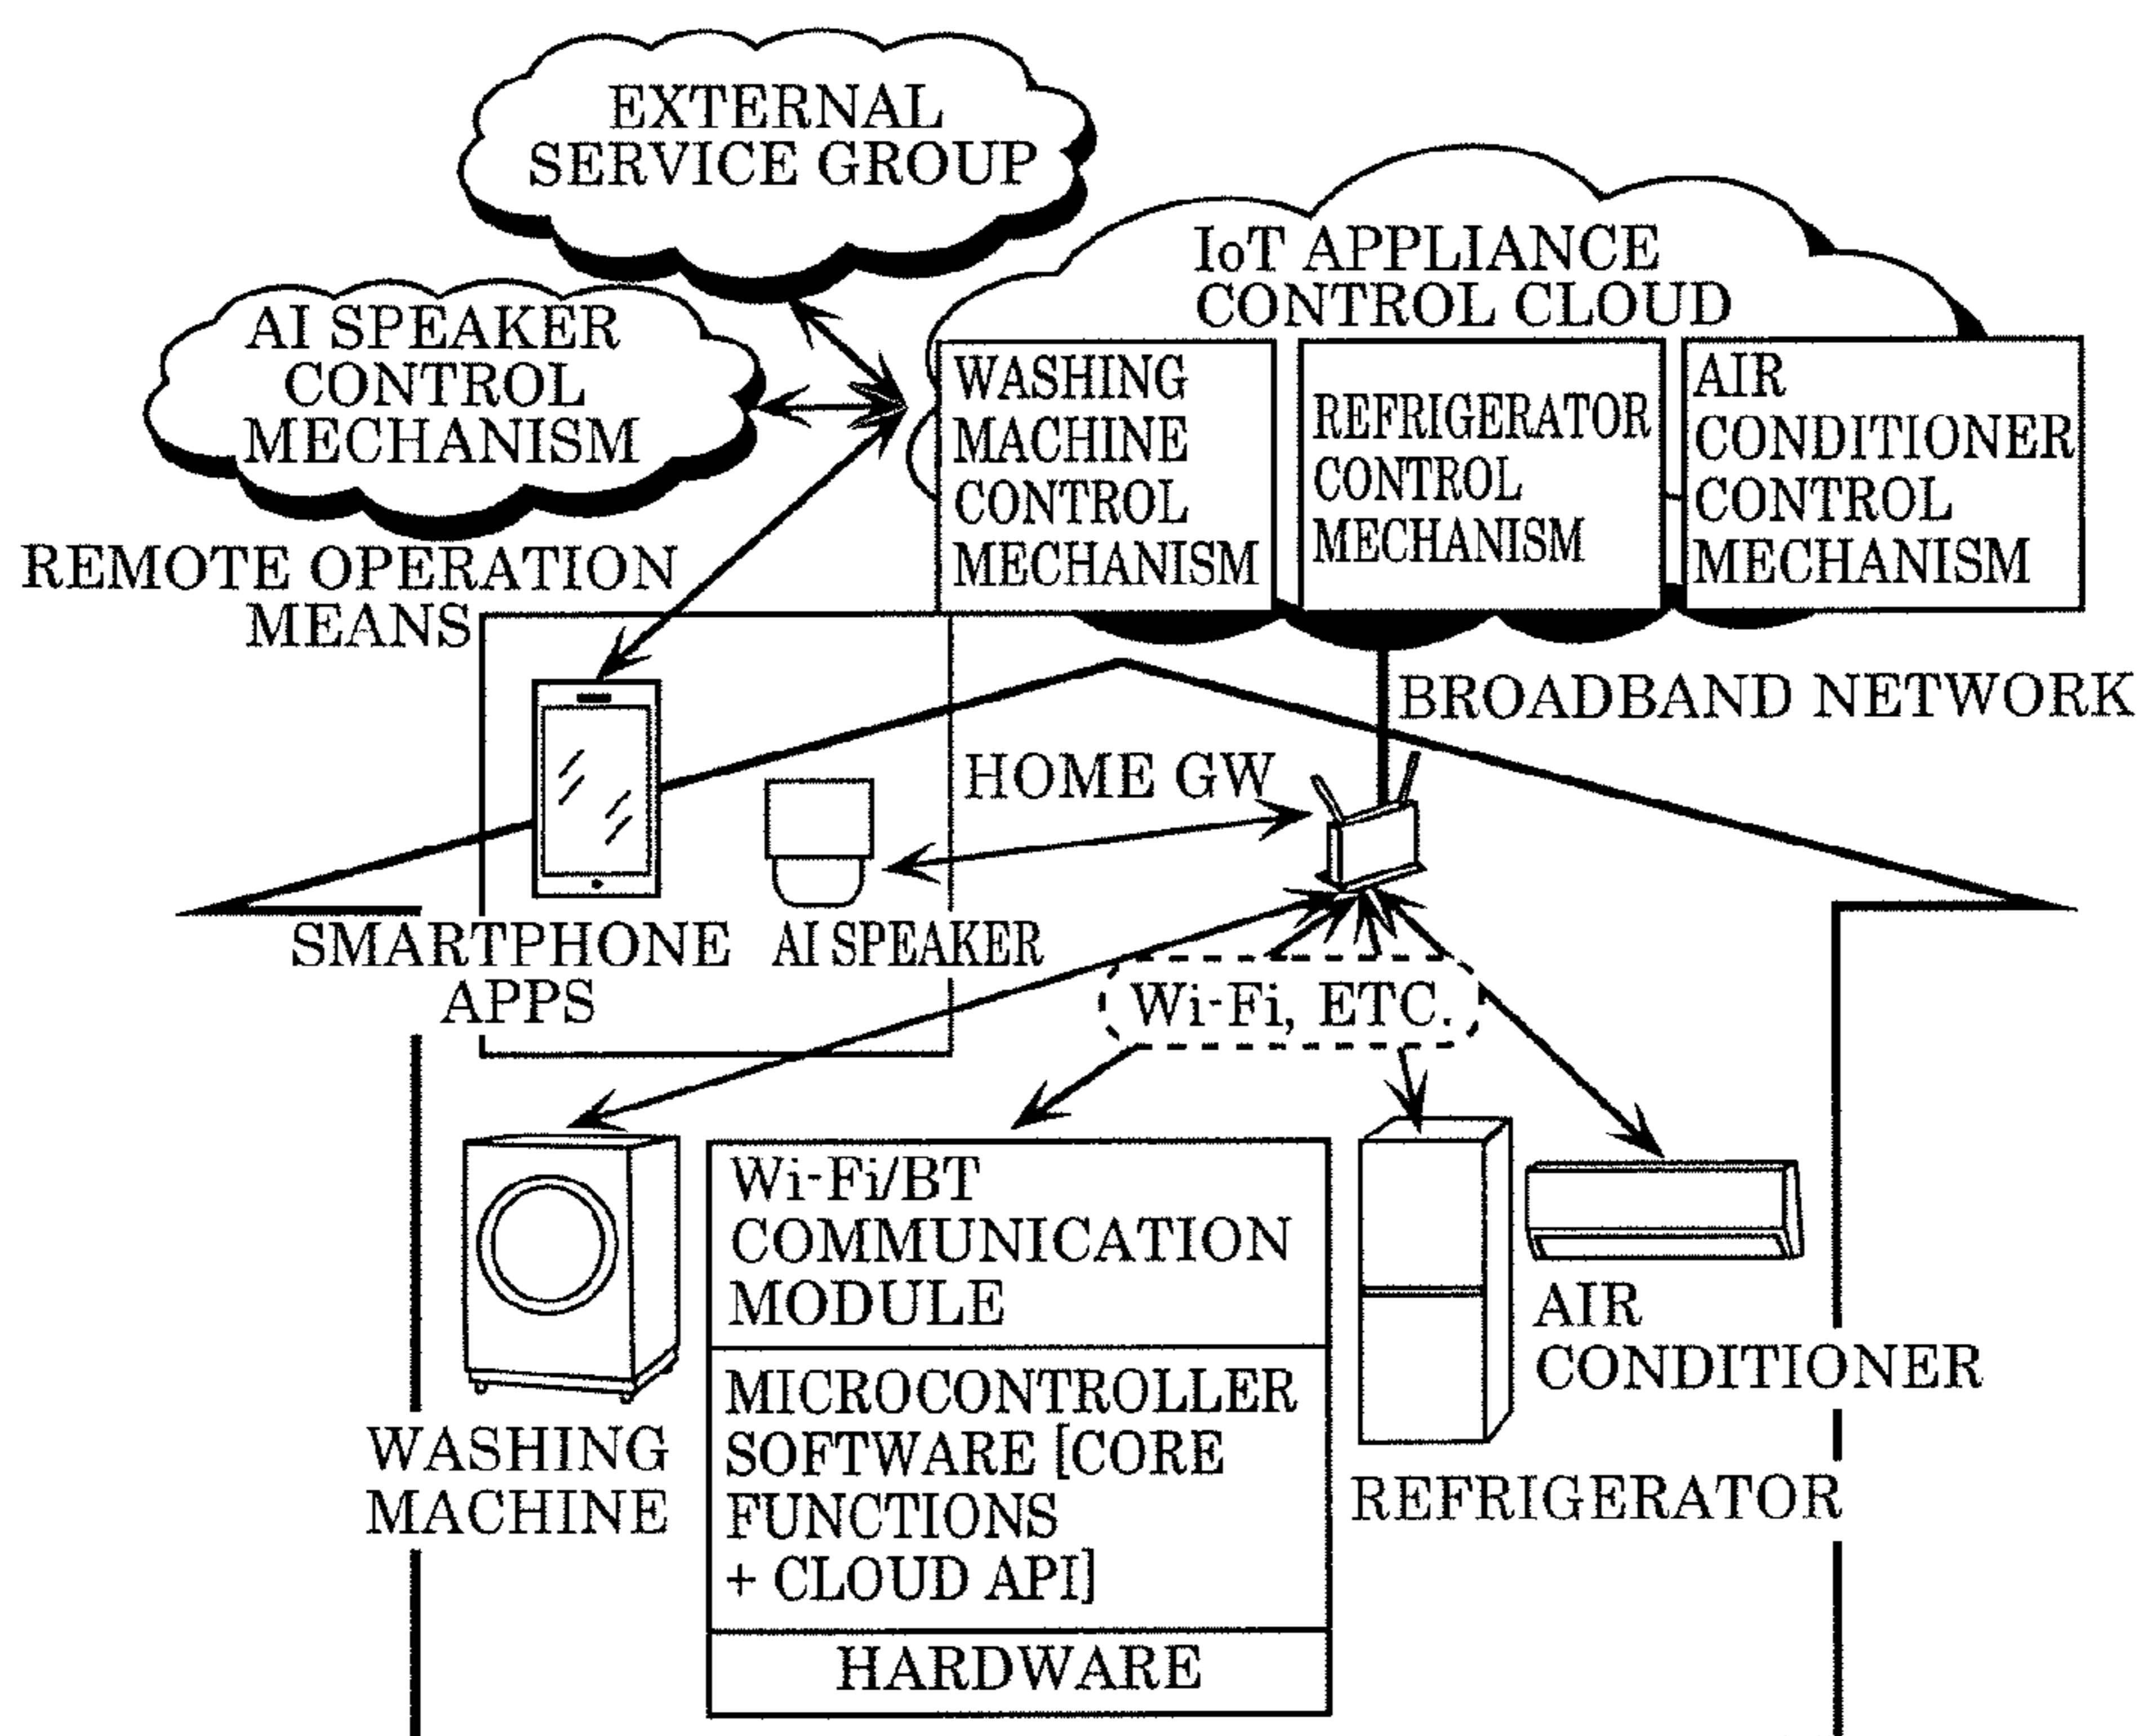 EXTERNAL
SERVICE GROUP
IoT APPLIANCE
CONTROL CLOUD
AI SPEAKER
CONTROL
MECHANISM
WASHING
MACHINE
CONTROL
MECHANISM
REFRIGERATOR
CONTROL
MECHANISM
AIR
CONDITIONER
CONTROL
MECHANISM
REMOTE OPERATION
MEANS
BROADBAND NETWORK
HOME GW
SMARTPHONE
APPS
AI SPEAKER
Wi-Fi, ETC.
Wi-Fi/BT
COMMUNICATION
MODULE
MICROCONTROLLER
SOFTWARE [CORE
FUNCTIONS
+ CLOUD API]
HARDWARE
WASHING
MACHINE
AIR
CONDITIONER
REFRIGERATOR